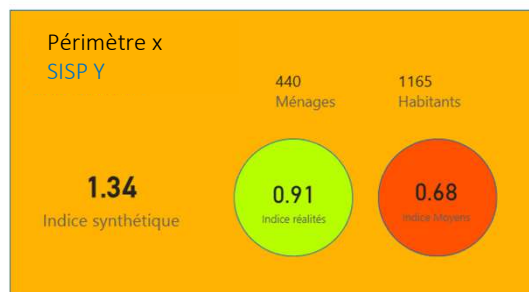 Périmètre x
SISP Y
440
Ménages
1165
Habitants
1.34
Indice synthétique
0.91
Indice réalités
0.68
Indice Moyens